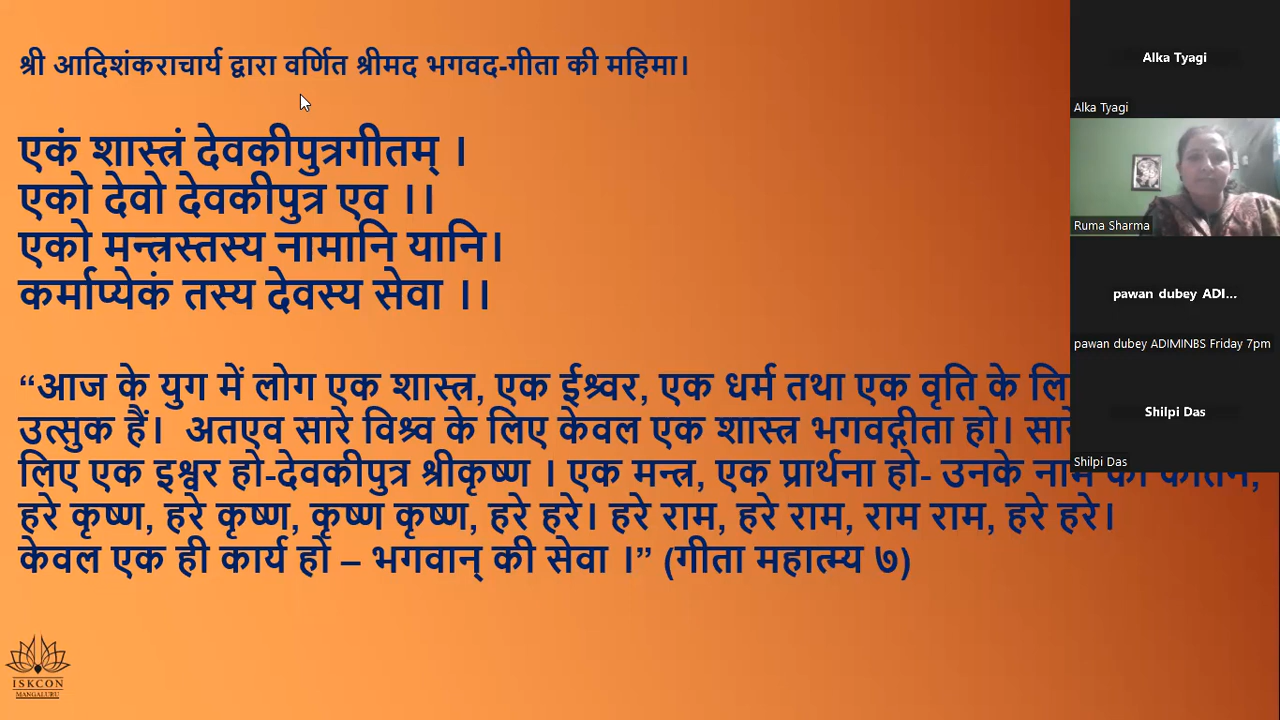 श्री आदिशंकराचार्य द्वारा वर्णित श्रीमद भगवद-गीता की महिमा।
एकं शास्त्रं देवकीपुत्रगीतम् ।
एको देवो देवकीपुत्र एव ।।
एको मन्त्रस्तस्य नामानि यानि।
कर्माप्येकं तस्य देवस्य सेवा ।।
“आज के युग में लोग एक शास्त्र, एक ईश्र्वर, एक धर्म तथा एक वृति के
उत्सुक हैं। अतएव सारे विश्र्व के लिए केवल एक शास्त्र भगवद्गीता हो।
लिए एक इश्वर हो-देवकीपुत्र श्रीकृष्ण । एक मन्त्र, एक प्रार्थना हो- उनके
हरे कृष्ण, हरे कृष्ण, कृष्ण कृष्ण, हरे हरे। हरे राम, हरे राम, राम राम, हरे हरे।
केवल एक ही कार्य हो – भगवान् की सेवा ।” (गीता महात्म्य ७)
ISKCON
MANGALURU
Alka Tyagi
Alka Tyagi
Ruma Sharma
pawan dubey ADI...
pawan dubey ADIMINBS Friday 7pm
Shilpi Das
Shilpi Das